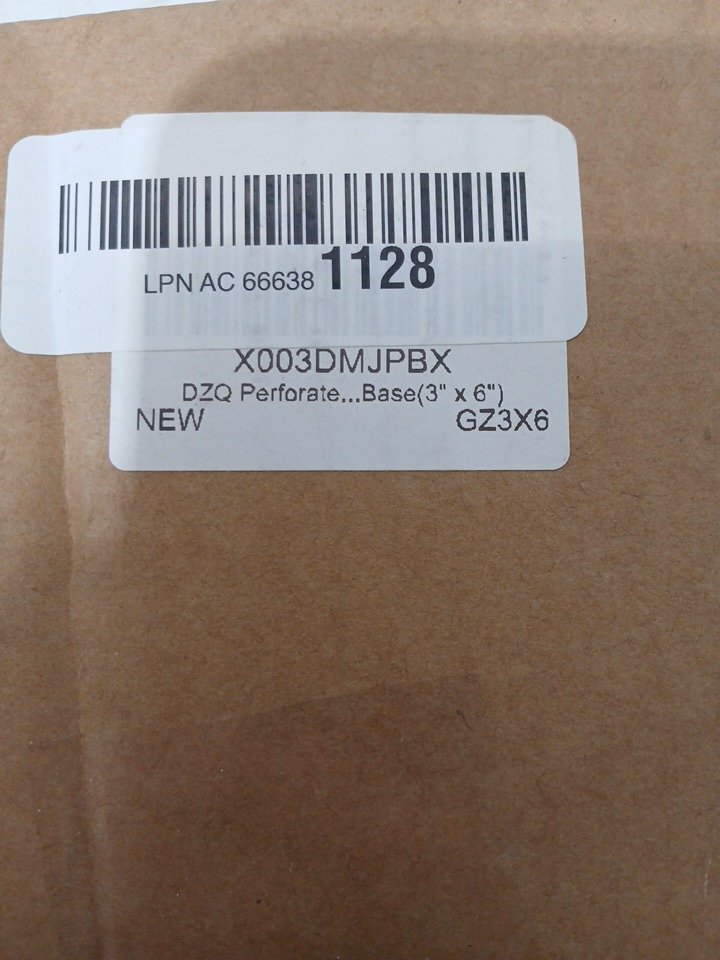 LPN AC 66638 1128
X003DMJPBX
DZQ Perforate...Base(3" x 6")
NEW GZ3X6